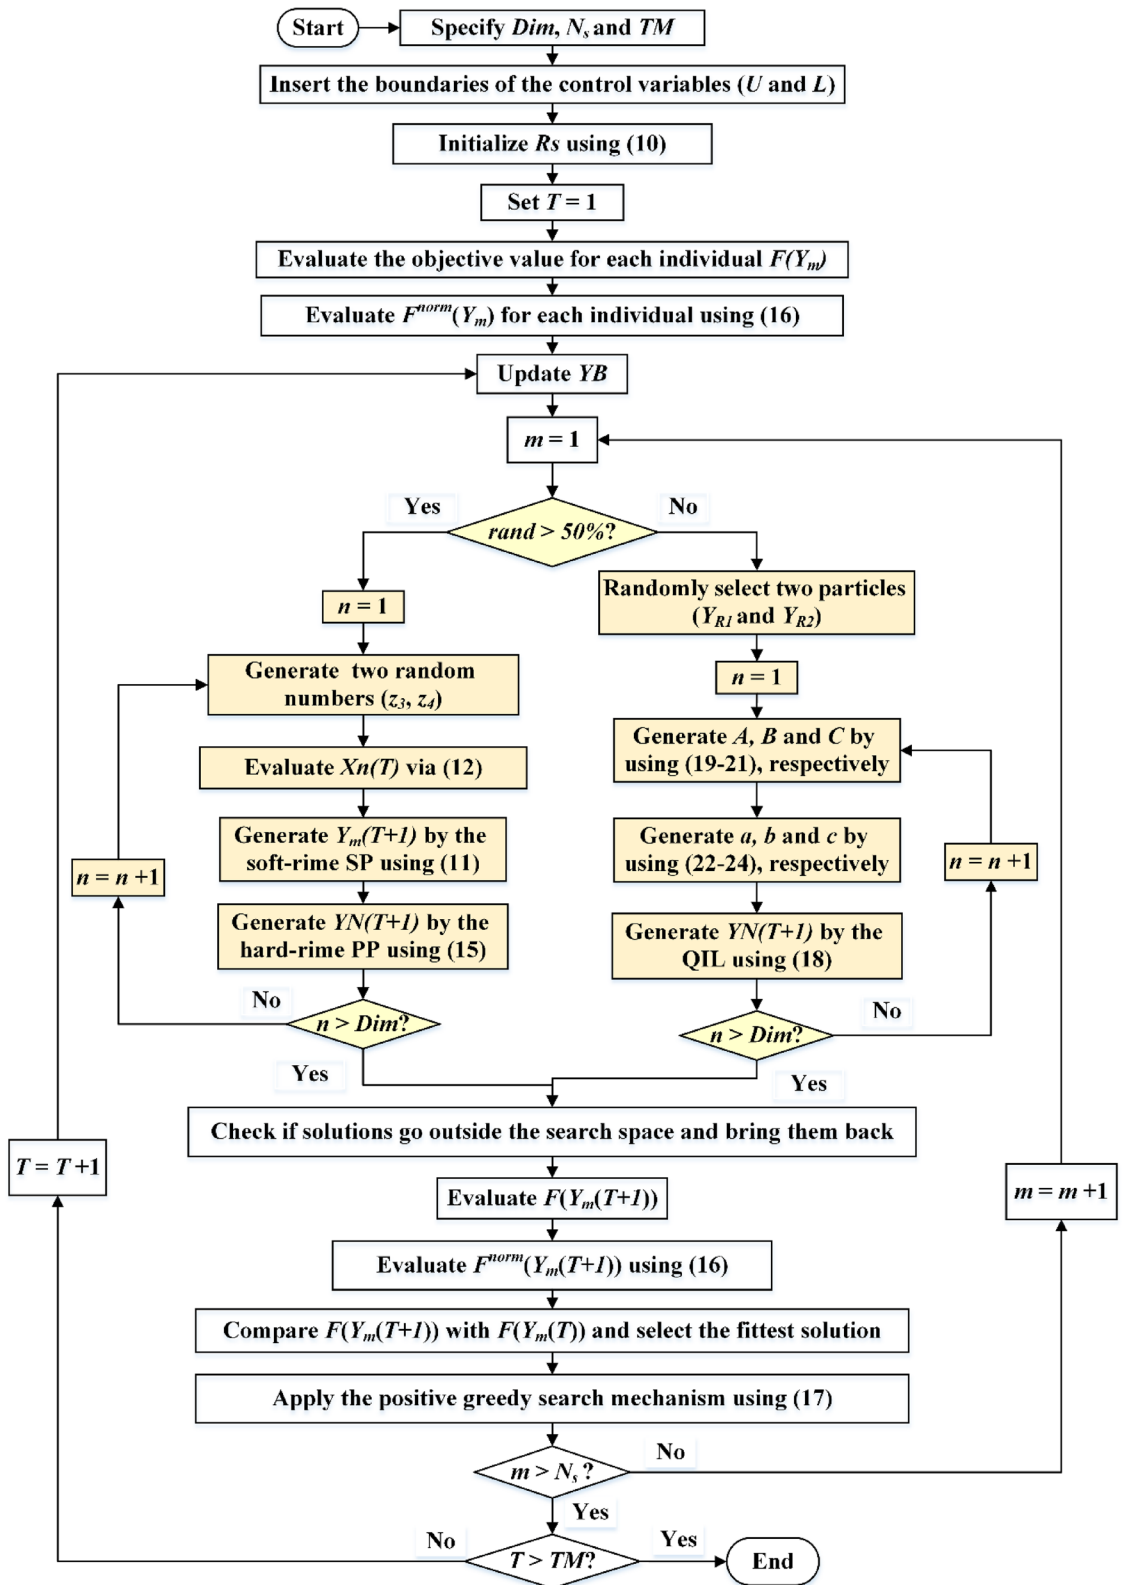 Start
Specify Dim, Ns and TM
Insert the boundaries of the control variables (U and L)
Initialize Rs using (10)
Set T = 1
Evaluate the objective value for each individual F(Ym)
Evaluate F^norm(Ym) for each individual using (16)
Update YB
m = 1
Yes
No
rand > 50%?
Randomly select two particles
(YR1 and YR2)
n = 1
n = 1
Generate two random
numbers (z3, z4)
Generate A, B and C by
using (19-21), respectively
Evaluate Xn(T) via (12)
Generate Ym(T+1) by the
soft-rime SP using (11)
Generate a, b and c by
using (22-24), respectively
n = n +1
n = n +1
Generate YN(T+1) by the
hard-rime PP using (15)
Generate YN(T+1) by the
QIL using (18)
No
n > Dim?
No
n > Dim?
Yes
Yes
Check if solutions go outside the search space and bring them back
T = T +1
Evaluate F(Ym(T+1))
m = m +1
Evaluate F^norm(Ym(T+1)) using (16)
Compare F(Ym(T+1)) with F(Ym(T)) and select the fittest solution
Apply the positive greedy search mechanism using (17)
No
m > Ns ?
Yes
No
Yes
T > TM?
End